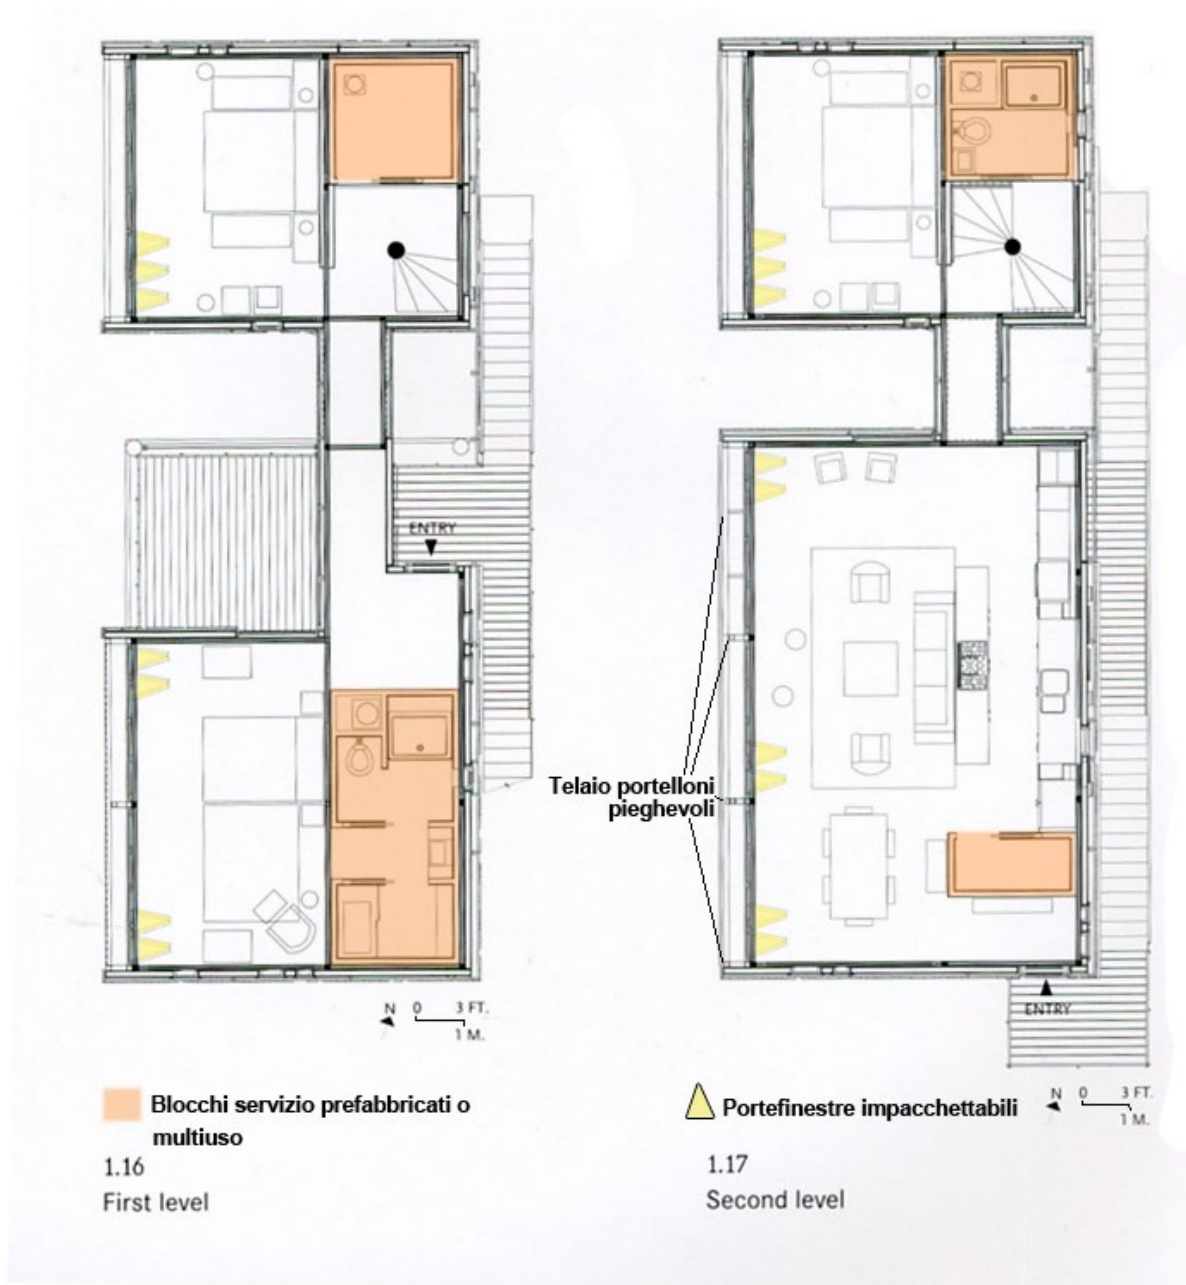 ENTRY
Telaio portelloni
pieghevoli
N 0 3 FT.
1 M.
ENTRY
N 0 3 FT.
1 M.
Blocchi servizio prefabbricati o
multiuso
Portefinestre impacchettabili
1.16
First level
1.17
Second level